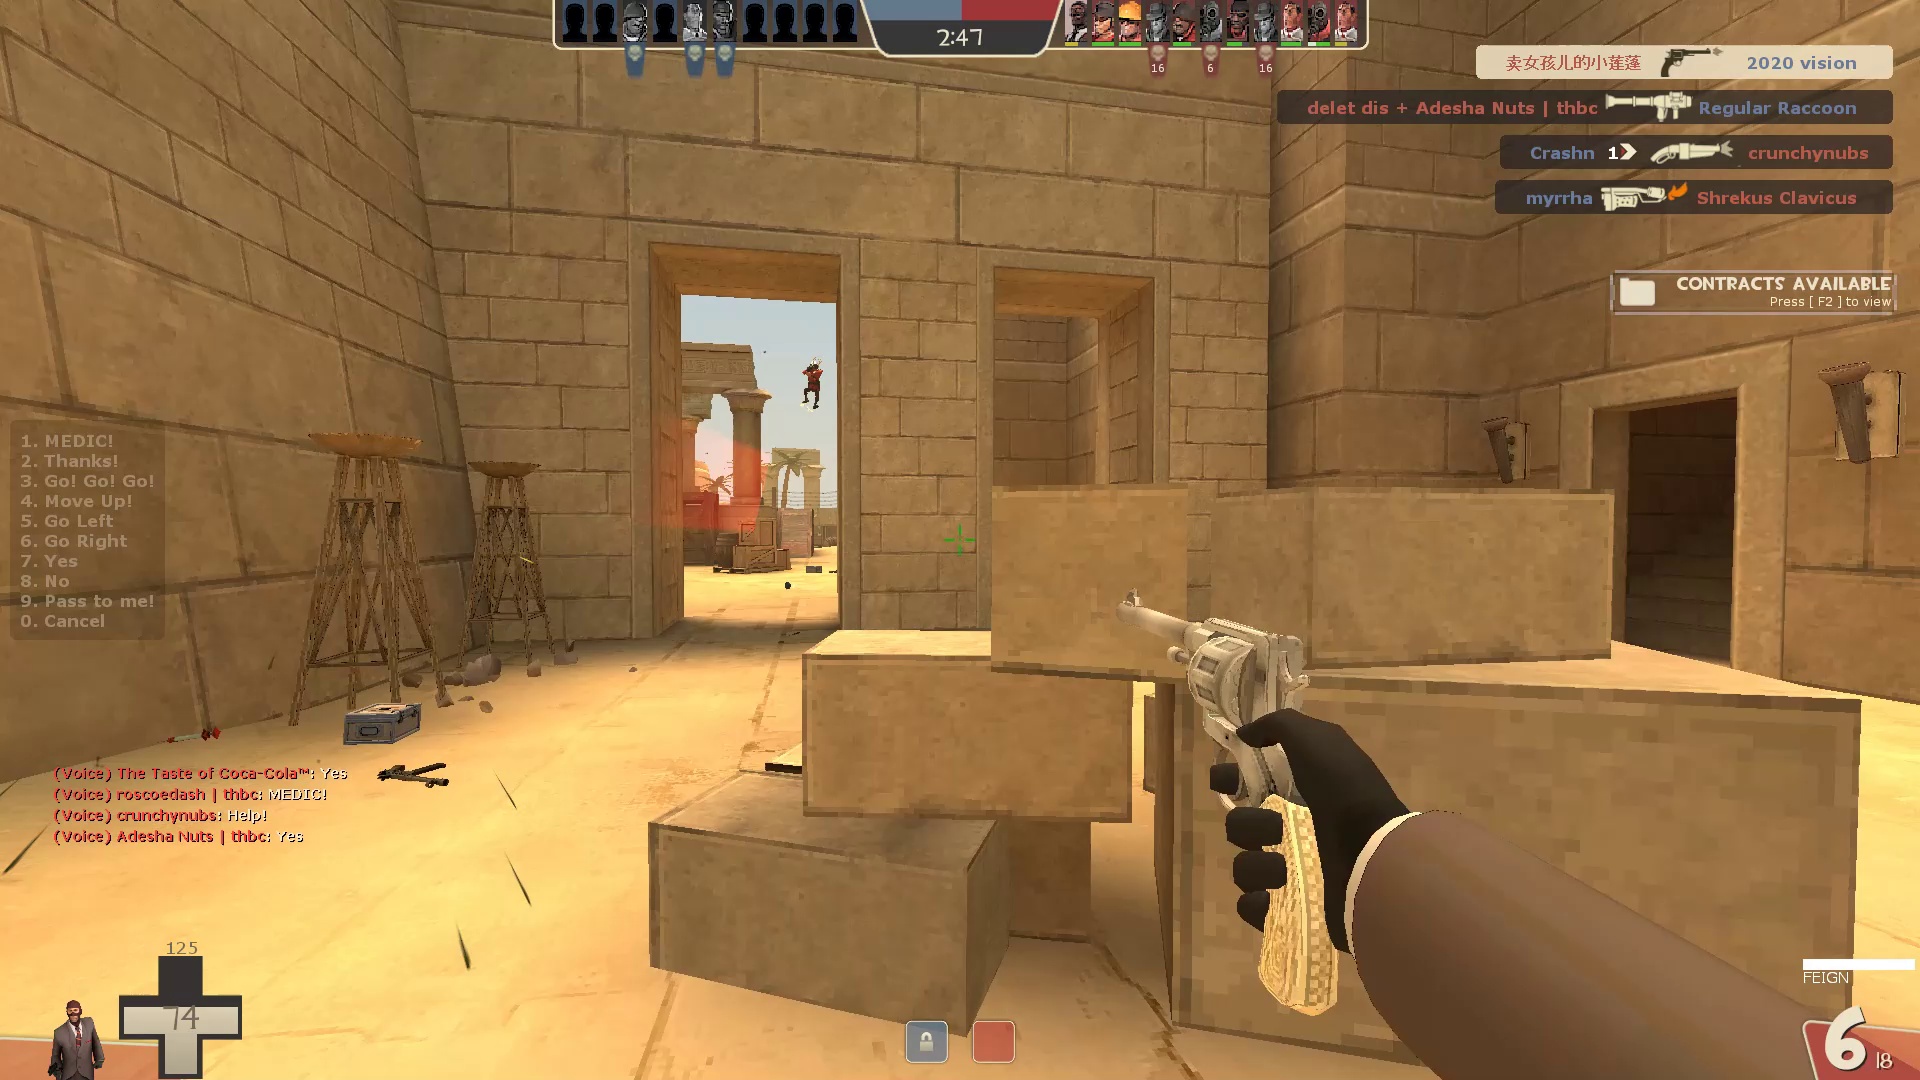 2:47
16
6
16
卖女孩儿的小莲蓬 2020 vision
delet dis + Adesha Nuts | thbc Regular Raccoon
Crashn 1 crunchynubs
myrrha Shrekus Clavicus
CONTRACTS AVAILABLE
Press [ F2 ] to view
1. MEDIC!
2. Thanks!
3. Go! Go! Go!
4. Move Up!
5. Go Left
6. Go Right
7. Yes
8. No
9. Pass to me!
0. Cancel
(Voice) The Taste of Coca-Cola™: Yes
(Voice) roscoedash | thbc: MEDIC!
(Voice) crunchynubs: Help!
(Voice) Adesha Nuts | thbc: Yes
125
74
FEIGN
6 18